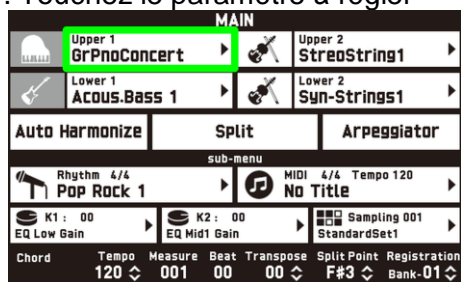 . Touchez le paramètre à régler
MAIN
Upper 1
GrPnoConcert
Upper 2
StreoString1
Lower 1
Acous.Bass 1
Lower 2
Syn-Strings1
Auto Harmonize
Split
Arpeggiator
sub-menu
Rhythm 4/4
Pop Rock 1
MIDI 4/4 Tempo 120
No Title
K1: 00
EQ Low Gain
K2: 00
EQ Mid1 Gain
Sampling 001
StandardSet1
Chord Tempo Measure Beat Transpose Split Point Registration
120 001 00 00 F#3 Bank-01